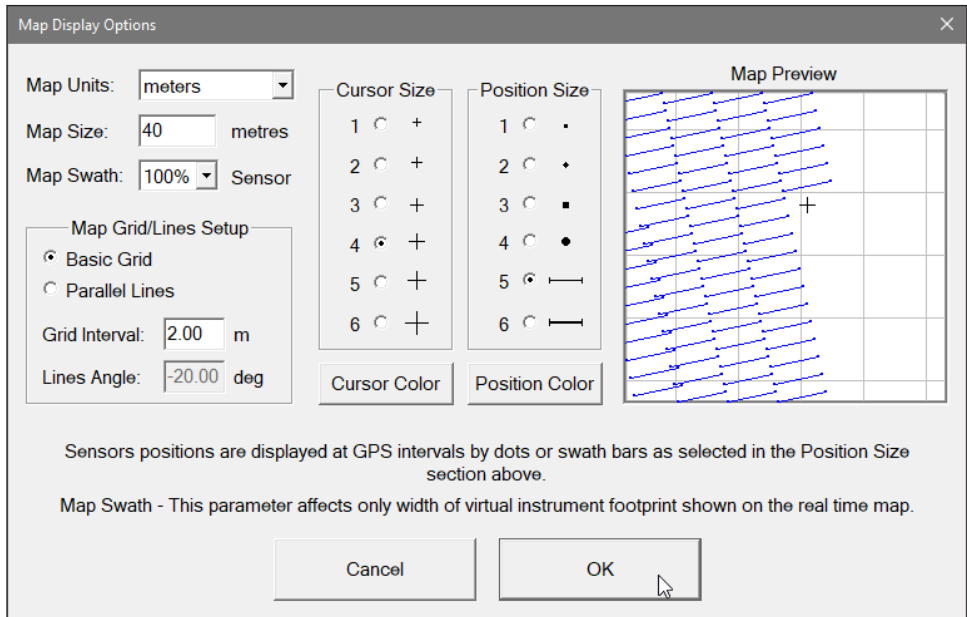 Map Display Options
Map Units: meters
Map Size: 40 metres
Map Swath: 100% Sensor
Map Grid/Lines Setup
Basic Grid
Parallel Lines
Grid Interval: 2.00 m
Lines Angle: -20.00 deg
Cursor Size
1
2
3
4
5
6
Cursor Color
Position Size
1
2
3
4
5
6
Position Color
Map Preview
Sensors positions are displayed at GPS intervals by dots or swath bars as selected in the Position Size
section above.
Map Swath - This parameter affects only width of virtual instrument footprint shown on the real time map.
Cancel
OK